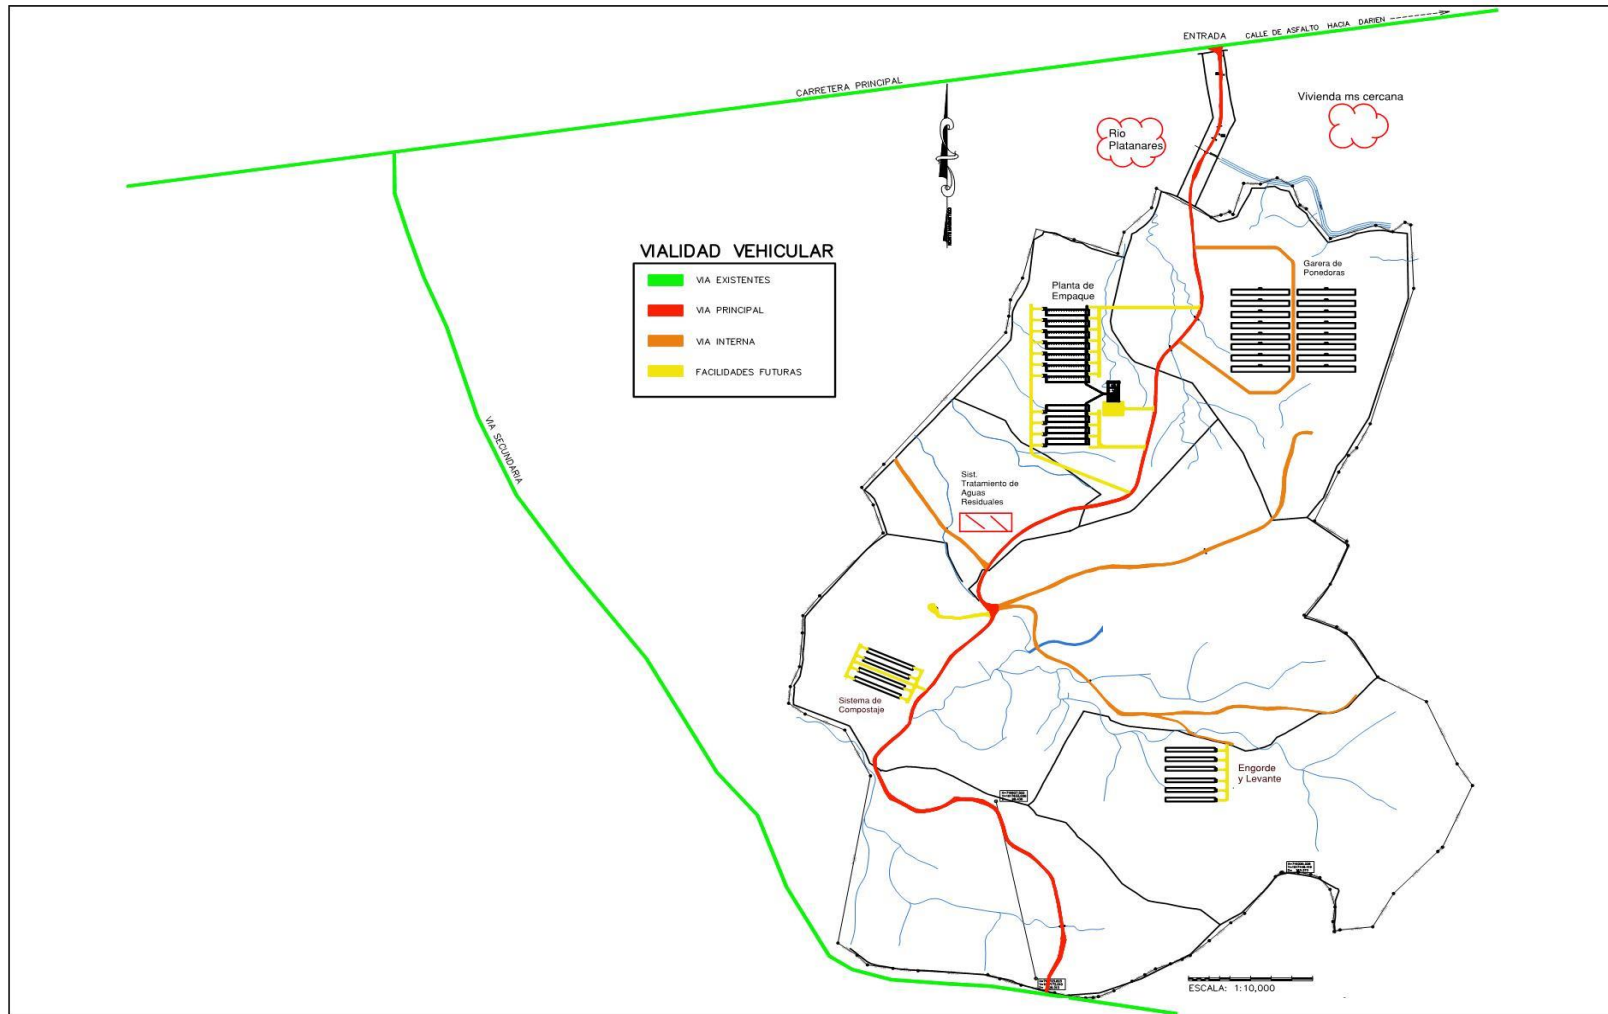 ENTRADA
CALLE DE ASFALTO HACIA DARIEN
CARRETERA PRINCIPAL
Vivienda ms cercana
Rio
Platanares
VIALIDAD VEHICULAR
VIA EXISTENTES
VIA PRINCIPAL
VIA INTERNA
FACILIDADES FUTURAS
Garera de
Ponedoras
Planta de
Empaque
VIA SECUNDARIA
Sist.
Tratamiento de
Aguas
Residuales
Sistema de
Compostaje
Engorde
y Levante
ESCALA: 1:10,000